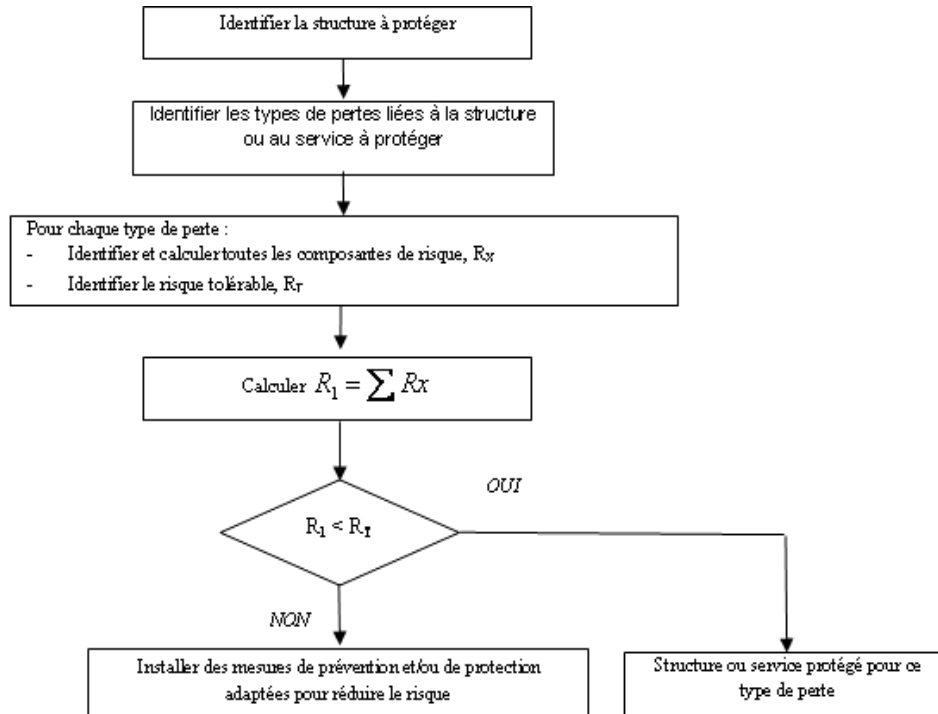 Identifier la structure à protéger
Identifier les types de pertes liées à la structure
ou au service à protéger
Pour chaque type de perte :
- Identifier et calculer toutes les composantes de risque, Rx
- Identifier le risque tolérable, RT
Calculer R1 = ∑ Rx
OUI
R1 < RT
NON
Installer des mesures de prévention et/ou de protection
adaptées pour réduire le risque
Structure ou service protégé pour ce
type de perte